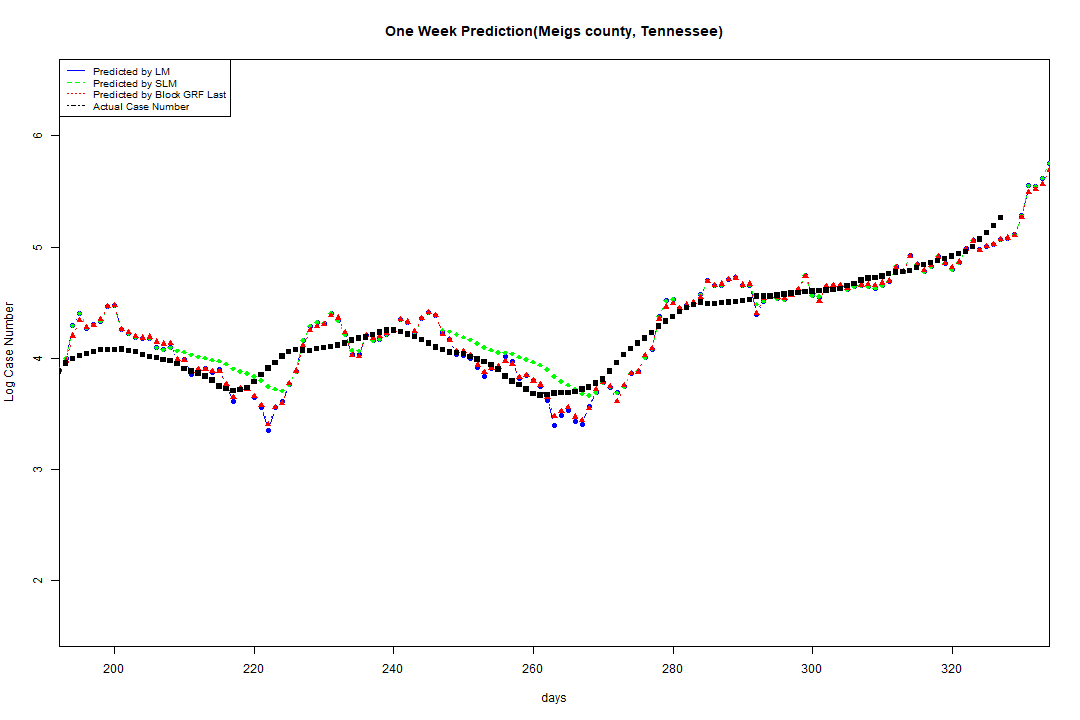 One Week Prediction(Meigs county, Tennessee)
Predicted by LM
Predicted by SLM
Predicted by Block GRF Last
Actual Case Number
Log Case Number
6
5
4
3
2
200 220 240 260 280 300 320
days